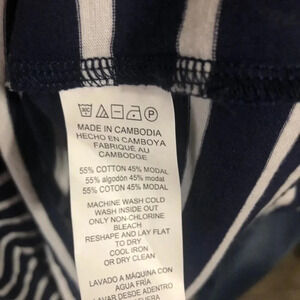 MADE IN CAMBODIA
HECHO EN CAMBOYA
FABRIQUÉ AU
CAMBODGE
55% COTTON 45% MODAL
55% algodón 45% modal
55% COTON 45% MODAL
MACHINE WASH COLD
WASH INSIDE OUT
ONLY NON-CHLORINE
BLEACH
RESHAPE AND LAY FLAT
TO DRY
COOL IRON
OR DRY CLEAN
LAVADO A MÁQUINA CON
AGUA FRÍA
LAVAR DESDE ADENTRO